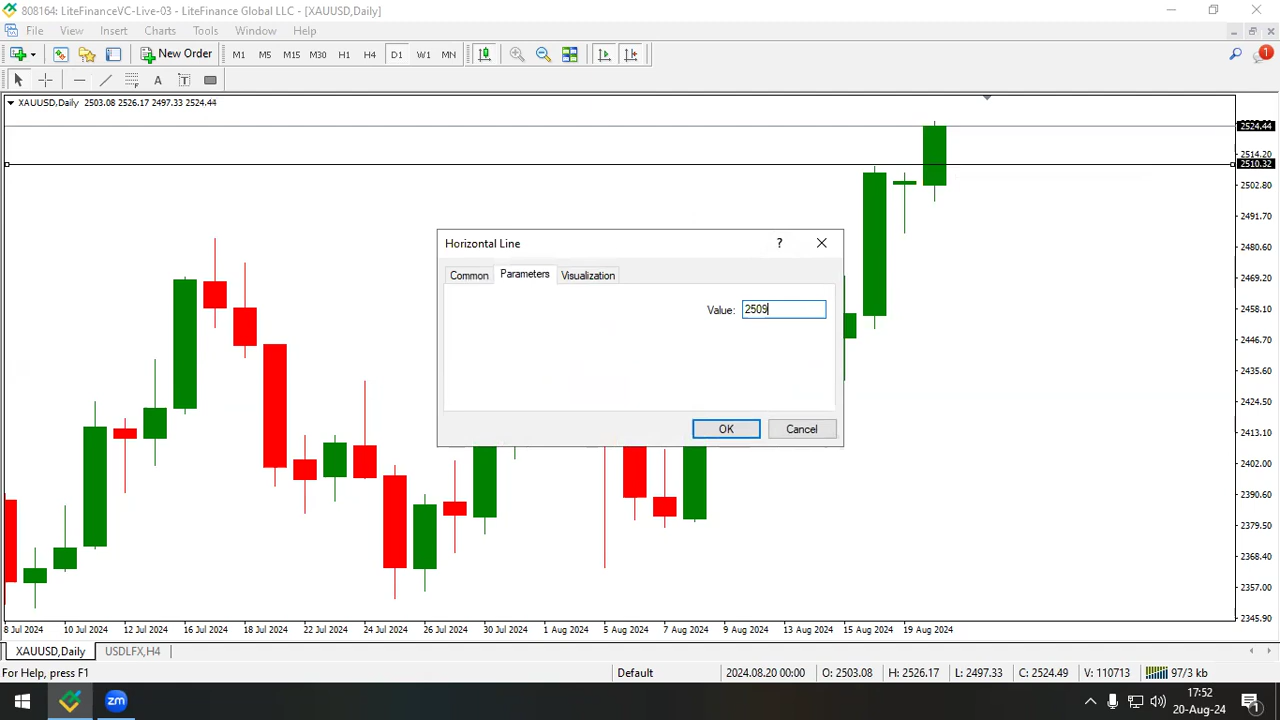 808164: LiteFinanceVC-Live-03 - LiteFinance Global LLC - [XAUUSD,Daily]
File View Insert Charts Tools Window Help
New Order M1 M5 M15 M30 H1 H4 D1 W1 MN 1
A T
XAUUSD,Daily 2503.08 2526.17 2497.33 2524.44
2524.44
2514.20
2510.32
2502.80
2491.70
2480.60
2469.20
2458.10
2446.70
2435.60
2424.50
2413.10
2402.00
2390.60
2379.50
2368.40
2357.00
2345.90
Horizontal Line ?
Common Parameters Visualization
Value: 2509
OK Cancel
8 Jul 2024 10 Jul 2024 12 Jul 2024 16 Jul 2024 18 Jul 2024 22 Jul 2024 24 Jul 2024 26 Jul 2024 30 Jul 2024 1 Aug 2024 5 Aug 2024 7 Aug 2024 9 Aug 2024 13 Aug 2024 15 Aug 2024 19 Aug 2024
XAUUSD,Daily USDLFX,H4
For Help, press F1 Default 2024.08.20 00:00 O: 2503.08 H: 2526.17 L: 2497.33 C: 2524.49 V: 110713 97/3 kb
zm 17:52
20-Aug-24 1